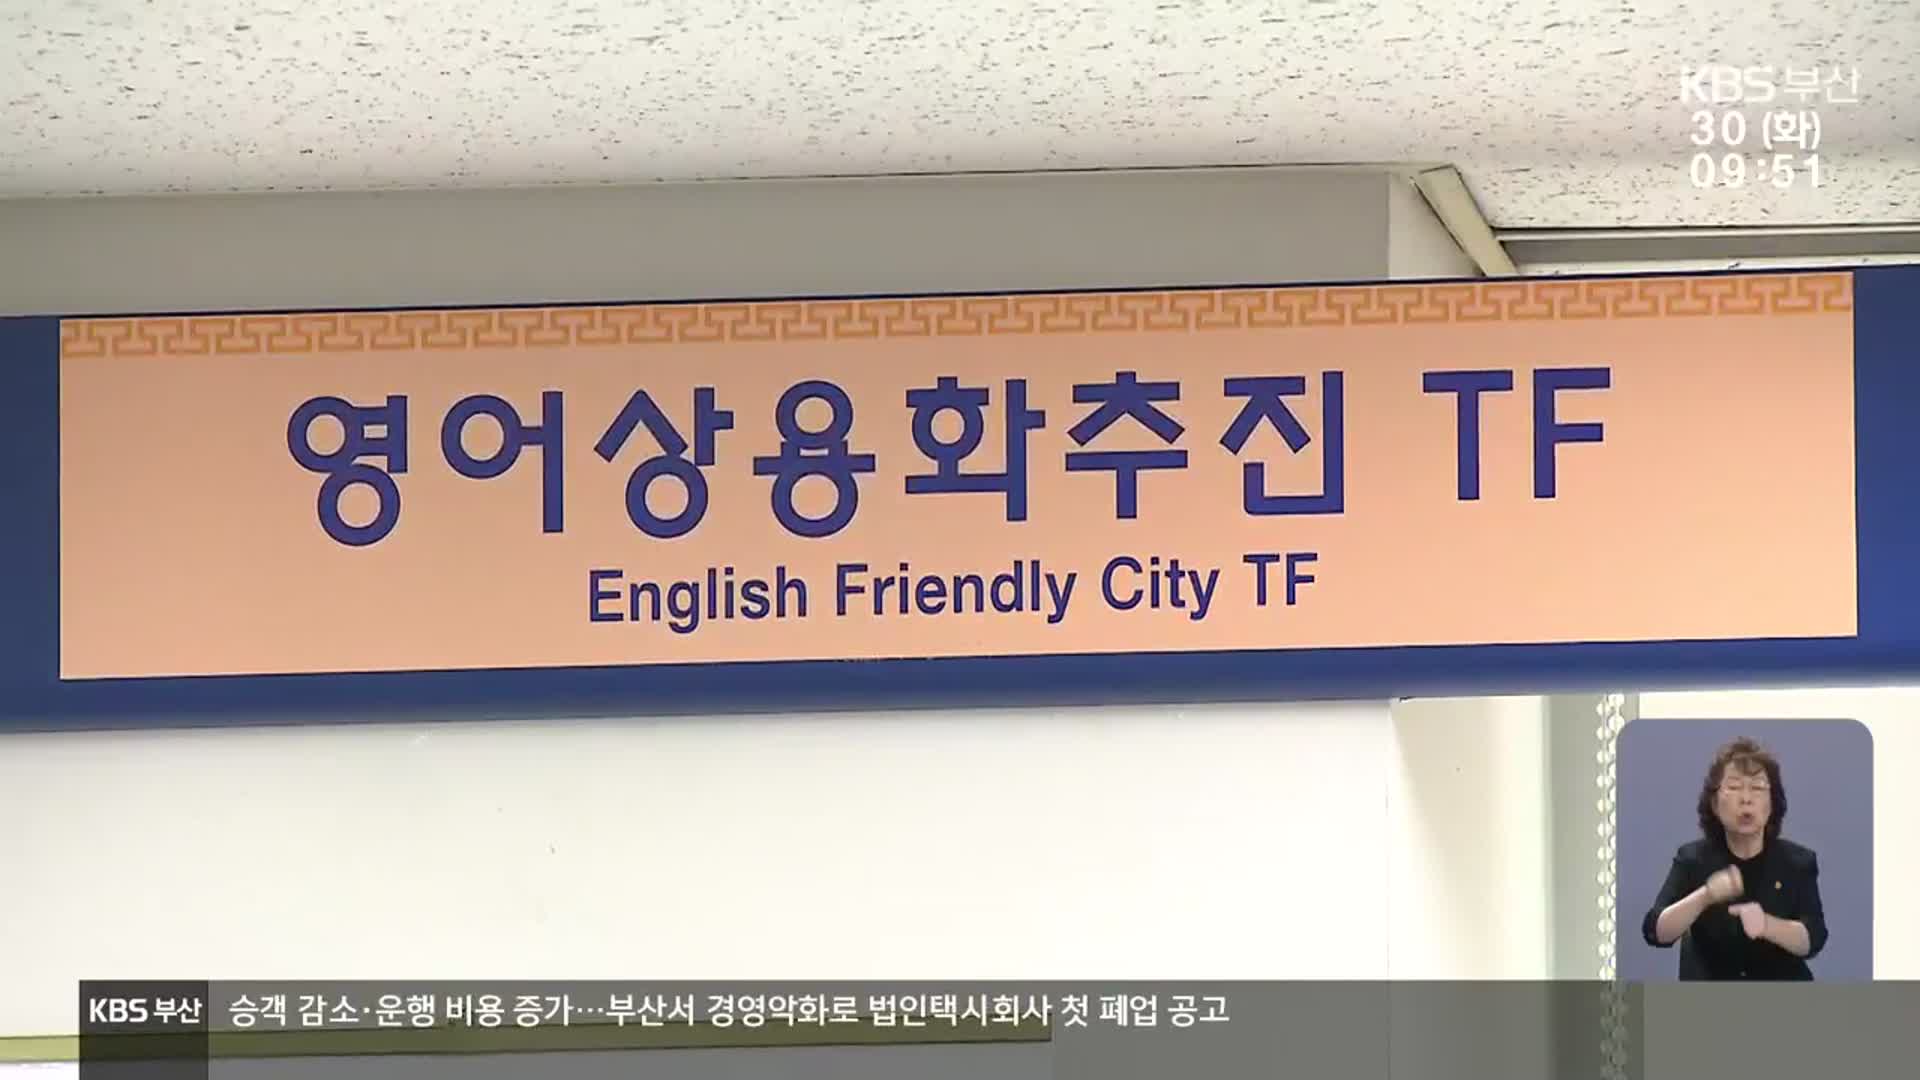 KBS 부산
30 (화)
09:51
영어상용화추진 TF
English Friendly City TF
KBS 부산 승객 감소·운행 비용 증가…부산서 경영악화로 법인택시회사 첫 폐업 공고